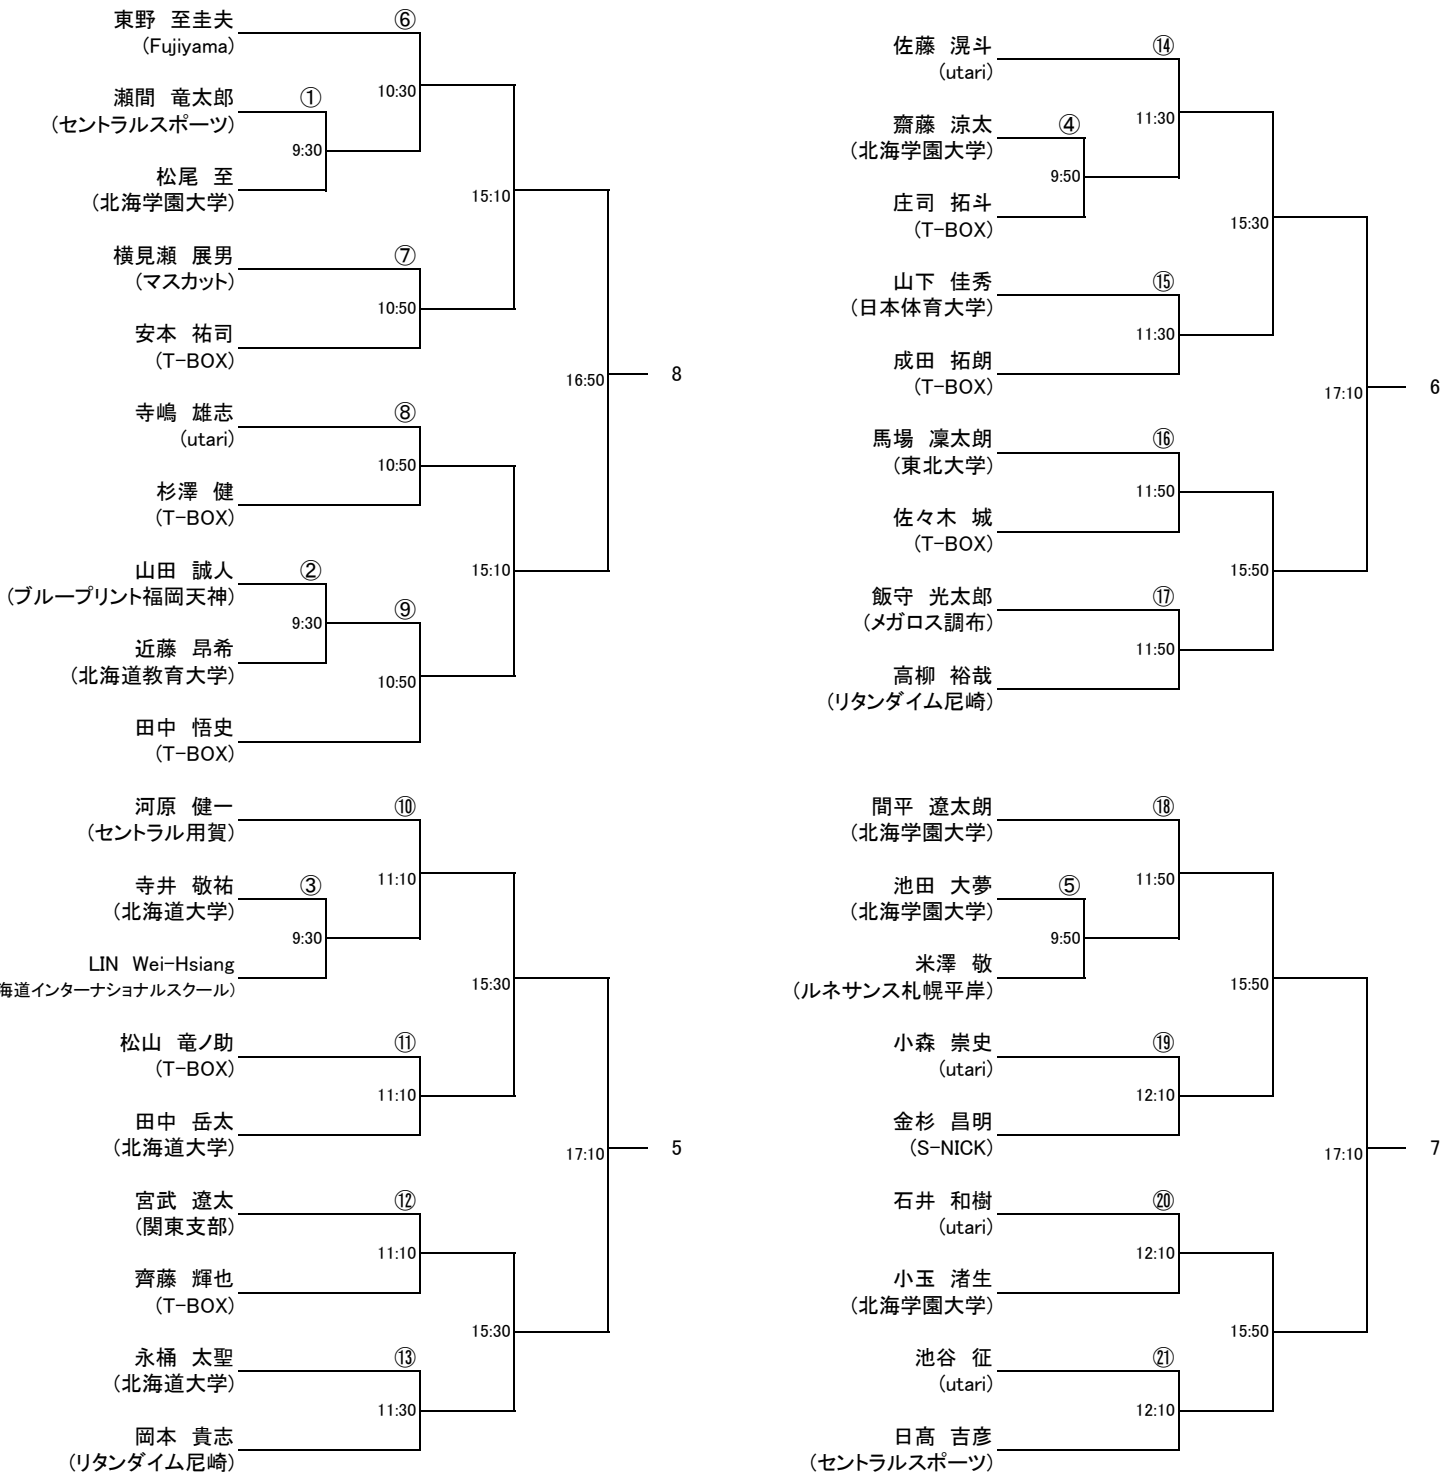 東野 至圭夫 ⑥
(Fujiyama)
10:30
瀬間 竜太郎 ①
(セントラルスポーツ)
9:30
松尾 至
(北海学園大学)
15:10
横見瀬 展男 ⑦
(マスカット)
10:50
安本 祐司
(T-BOX)
16:50
8
寺嶋 雄志 ⑧
(utari)
10:50
杉澤 健
(T-BOX)
山田 誠人 ②
15:10
(ブループリント福岡天神)
9:30
⑨
近藤 昂希
(北海道教育大学)
10:50
田中 悟史
(T-BOX)
河原 健一 ⑩
(セントラル用賀)
11:10
寺井 敬祐 ③
(北海道大学)
9:30
LIN Wei-Hsiang
海道インターナショナルスクール)
15:30
松山 竜ノ助 ⑪
(T-BOX)
11:10
田中 岳太
(北海道大学)
17:10
5
宮武 遼太 ⑫
(関東支部)
11:10
齊藤 輝也
(T-BOX)
15:30
永桶 太聖 ⑬
(北海道大学)
11:30
岡本 貴志
(リタンダイム尼崎)
佐藤 滉斗 ⑭
(utari)
11:30
齋藤 涼太 ④
(北海学園大学)
9:50
庄司 拓斗
(T-BOX)
15:30
山下 佳秀 ⑮
(日本体育大学)
11:30
成田 拓朗
(T-BOX)
17:10
6
馬場 凜太朗 ⑯
(東北大学)
11:50
佐々木 城
(T-BOX)
15:50
飯守 光太郎 ⑰
(メガロス調布)
11:50
高柳 裕哉
(リタンダイム尼崎)
間平 遼太朗 ⑱
(北海学園大学)
11:50
池田 大夢 ⑤
(北海学園大学)
9:50
米澤 敬
(ルネサンス札幌平岸)
15:50
小森 崇史 ⑲
(utari)
12:10
金杉 昌明
(S-NICK)
17:10
7
石井 和樹 ⑳
(utari)
12:10
小玉 渚生
(北海学園大学)
15:50
池谷 征 ㉑
(utari)
12:10
日髙 吉彦
(セントラルスポーツ)